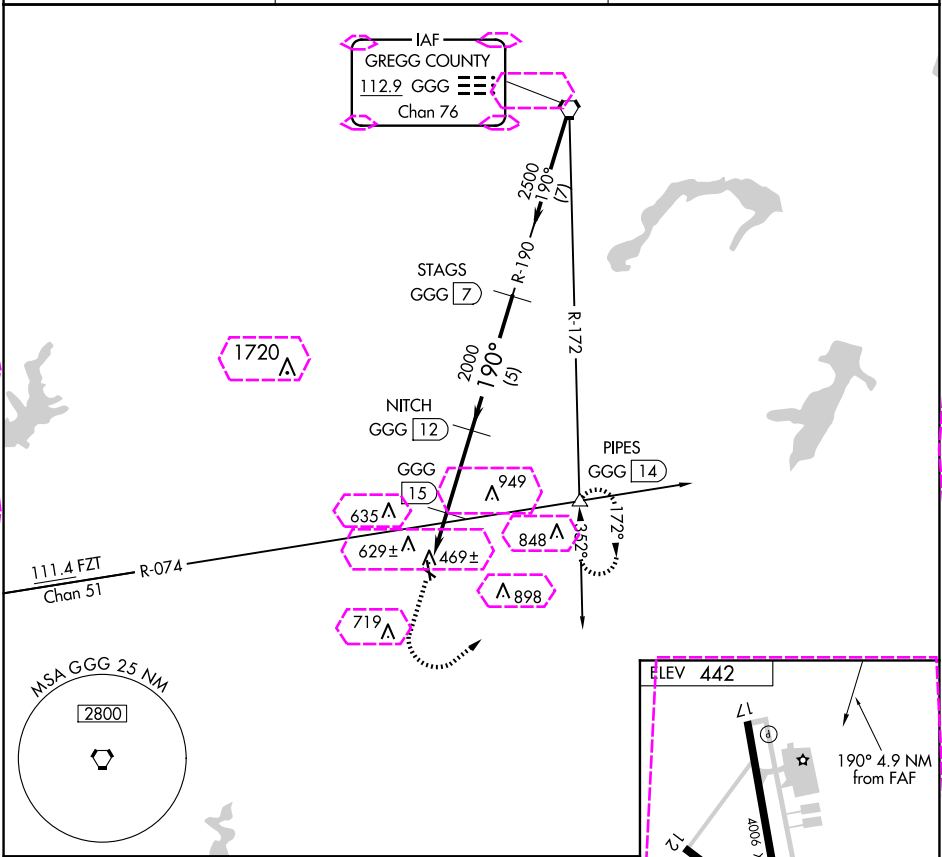 IAF
GREGG COUNTY
112.9 GGG
Chan 76
2500
190°
(7)
R-190
STAGS
GGG 7
R-172
1720
2000
190°
(5)
NITCH
GGG 12
PIPES
GGG 14
GGG
15
949
635
172°
848
352°
629±
469±
111.4 FZT
R-074
Chan 51
898
719
MSA GGG 25 NM
2800
ELEV 442
17
P
190° 4.9 NM
from FAF
4006 X
12